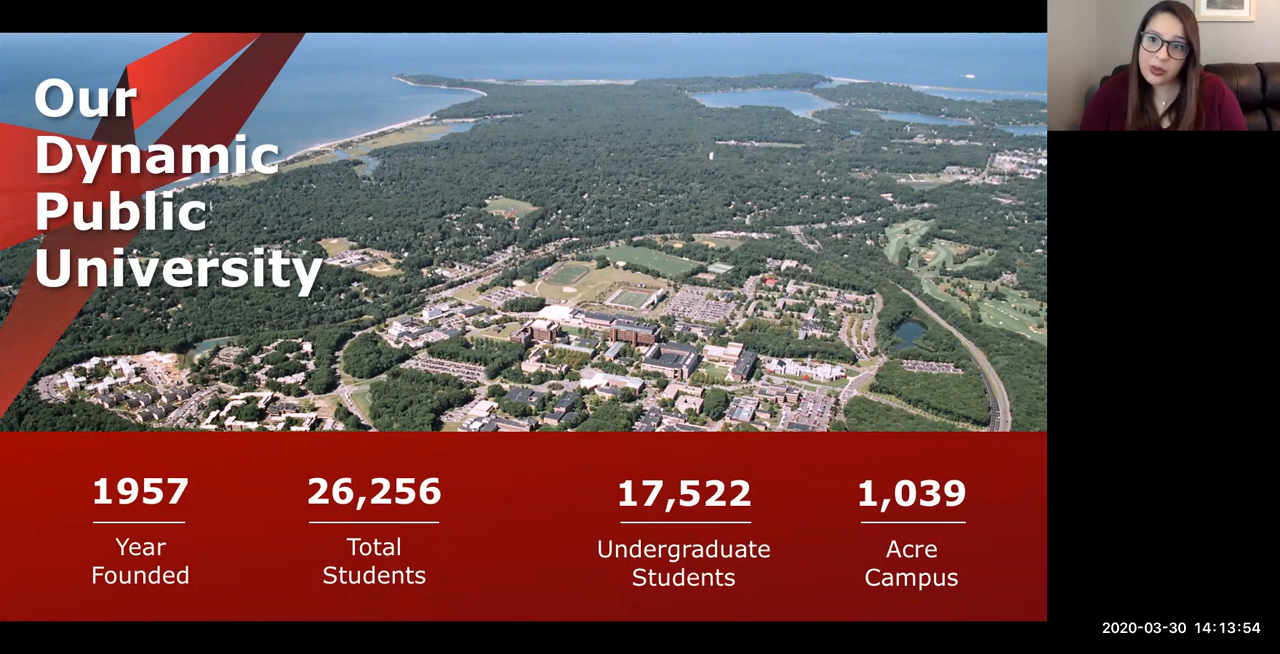 Our
Dynamic
Public
University
1957
Year
Founded
26,256
Total
Students
17,522
Undergraduate
Students
1,039
Acre
Campus
2020-03-30 14:13:54